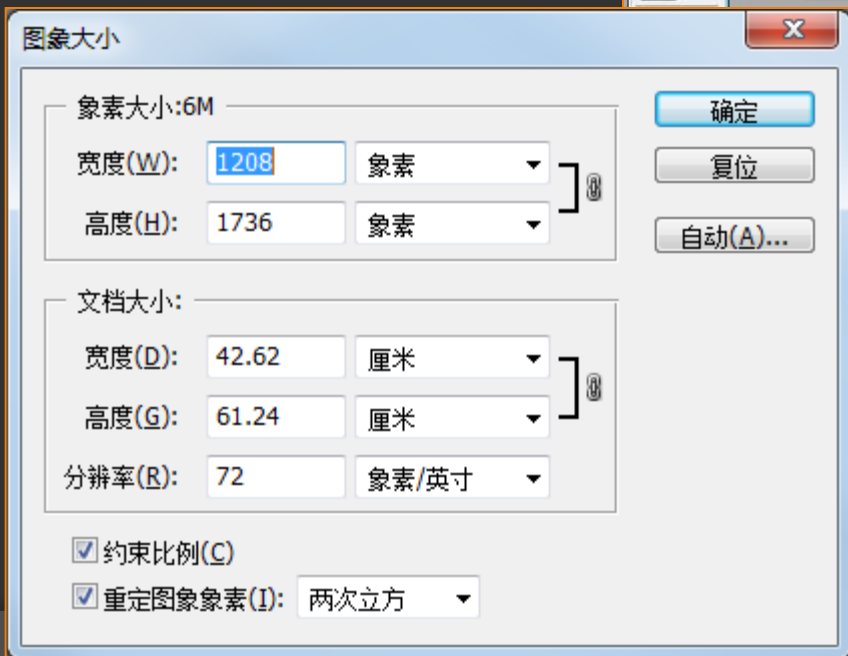 图象大小
象素大小:6M
宽度(W): 1208 象素
高度(H): 1736 象素
确定
复位
自动(A)...
文档大小:
宽度(D): 42.62 厘米
高度(G): 61.24 厘米
分辨率(R): 72 象素/英寸
约束比例(C)
重定图象象素(I): 两次立方